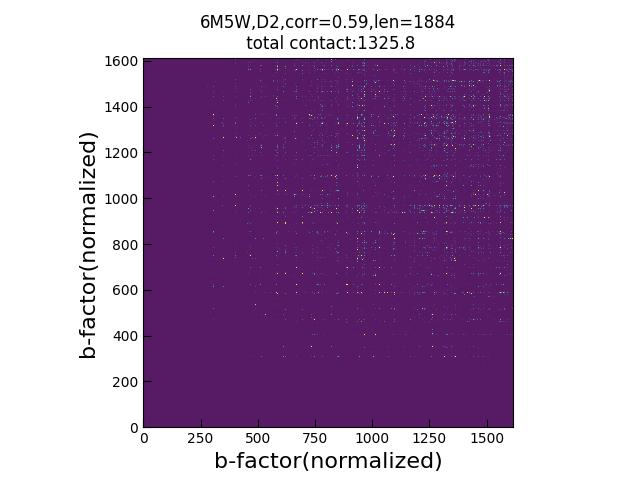 6M5W,D2,corr=0.59,len=1884
total contact:1325.8
1600
1400
1200
1000
800
600
400
200
0
b-factor(normalized)
0 250 500 750 1000 1250 1500
b-factor(normalized)